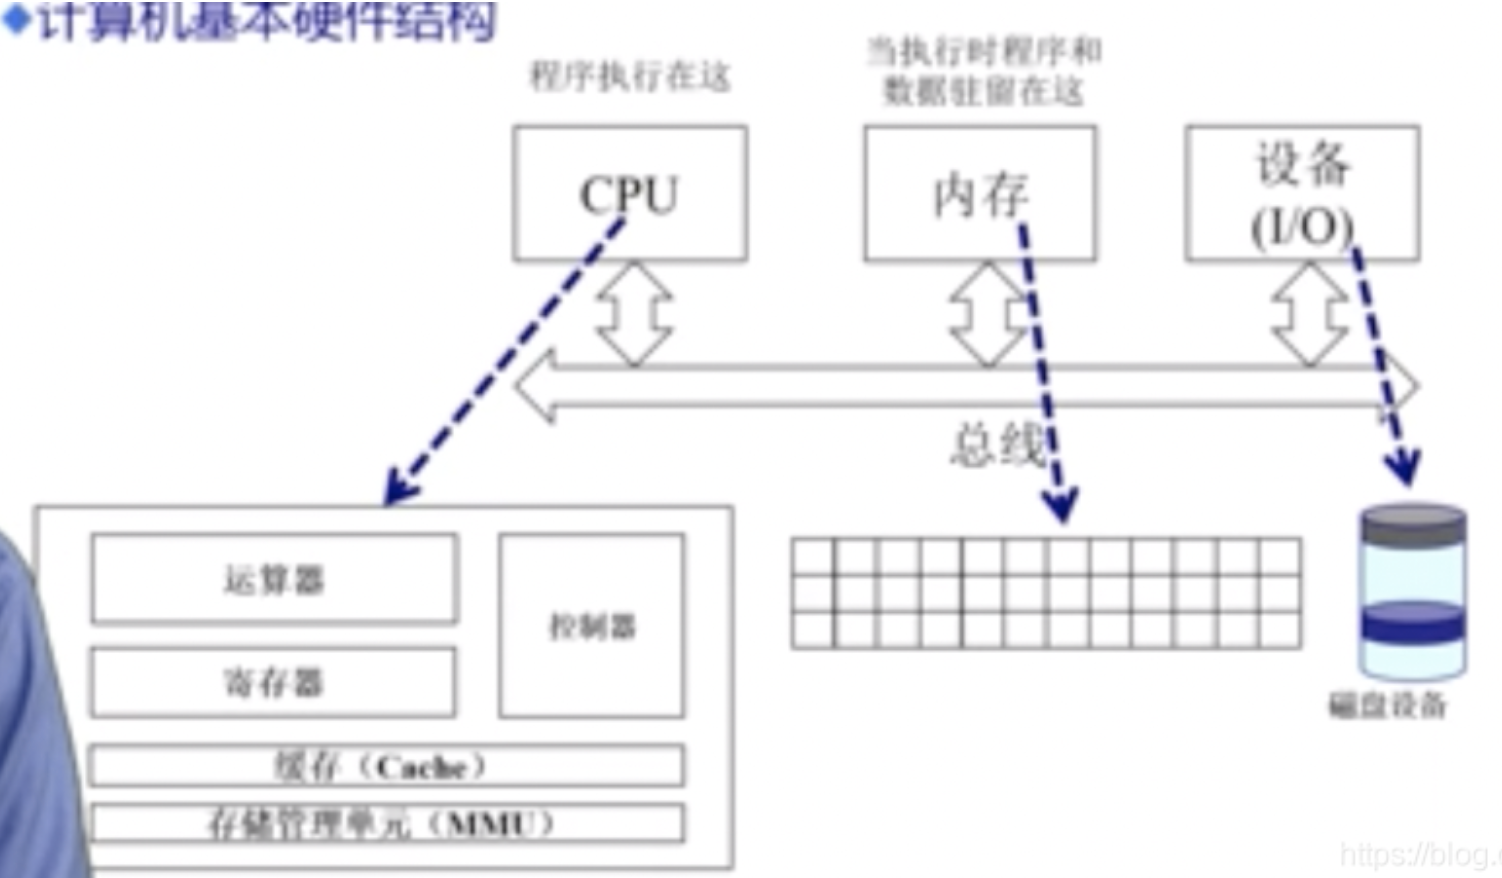 计算机基本硬件结构
程序执行在这
当执行时程序和
数据驻留在这
CPU
内存
设备
(I/O)
总线
运算器
控制器
寄存器
缓存（Cache）
存储管理单元（MMU）
磁盘设备
https://blog.